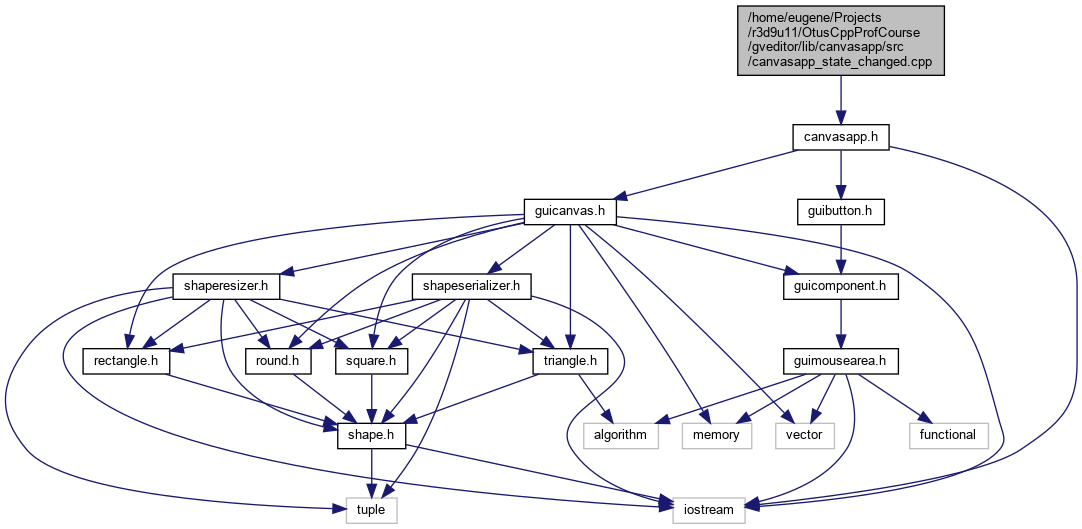 /home/eugene/Projects
/r3d9u11/OtusCppProfCourse
/gveditor/lib/canvasapp/src
/canvasapp_state_changed.cpp
canvasapp.h
guicanvas.h
guibutton.h
shaperesizer.h
shapeserializer.h
guicomponent.h
rectangle.h
round.h
square.h
triangle.h
guimousearea.h
shape.h
algorithm
memory
vector
functional
tuple
iostream